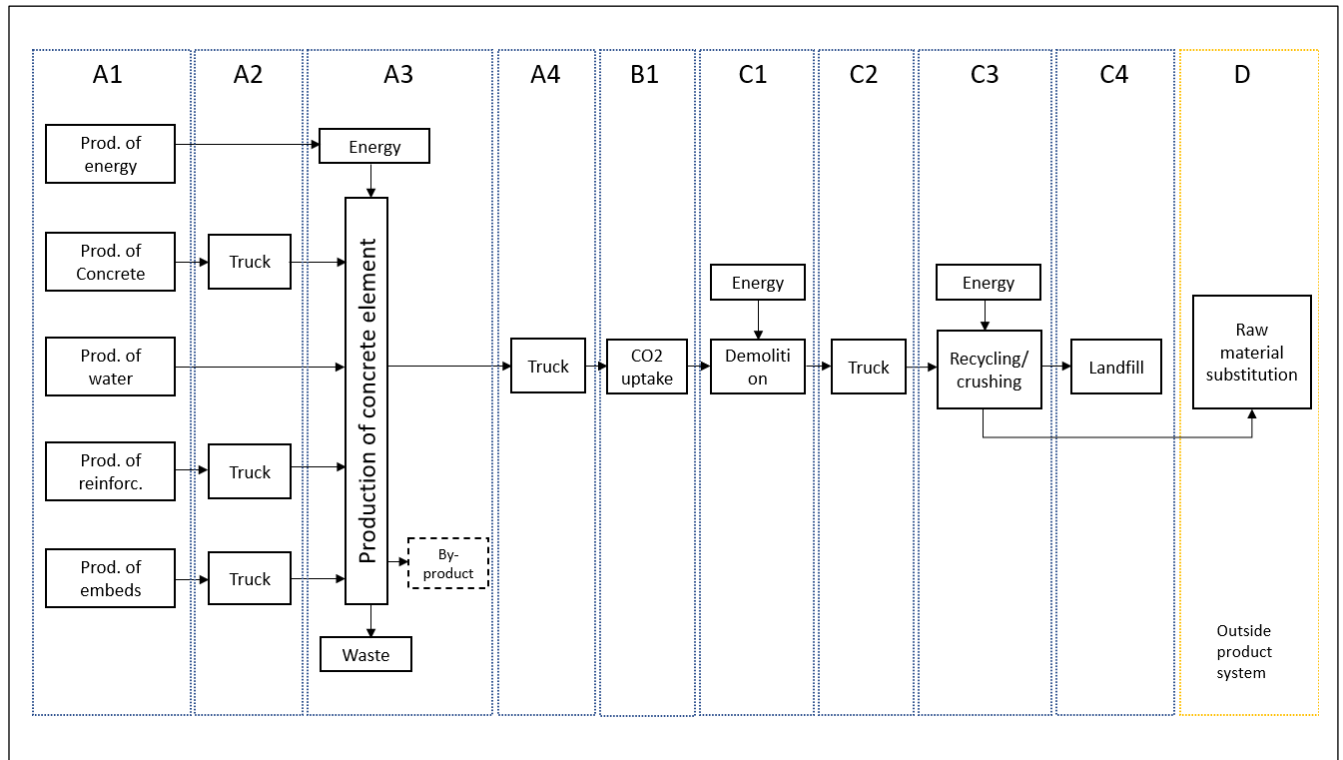 A1
A2
A3
A4
B1
C1
C2
C3
C4
D
Prod. of
energy
Energy
Prod. of
Concrete
Truck
Production of concrete element
Energy
Energy
Prod. of
water
Truck
CO2
uptake
Demoliti
on
Truck
Recycling/
crushing
Landfill
Raw
material
substitution
Prod. of
reinforc.
Truck
By-
product
Prod. of
embeds
Truck
Waste
Outside
product
system